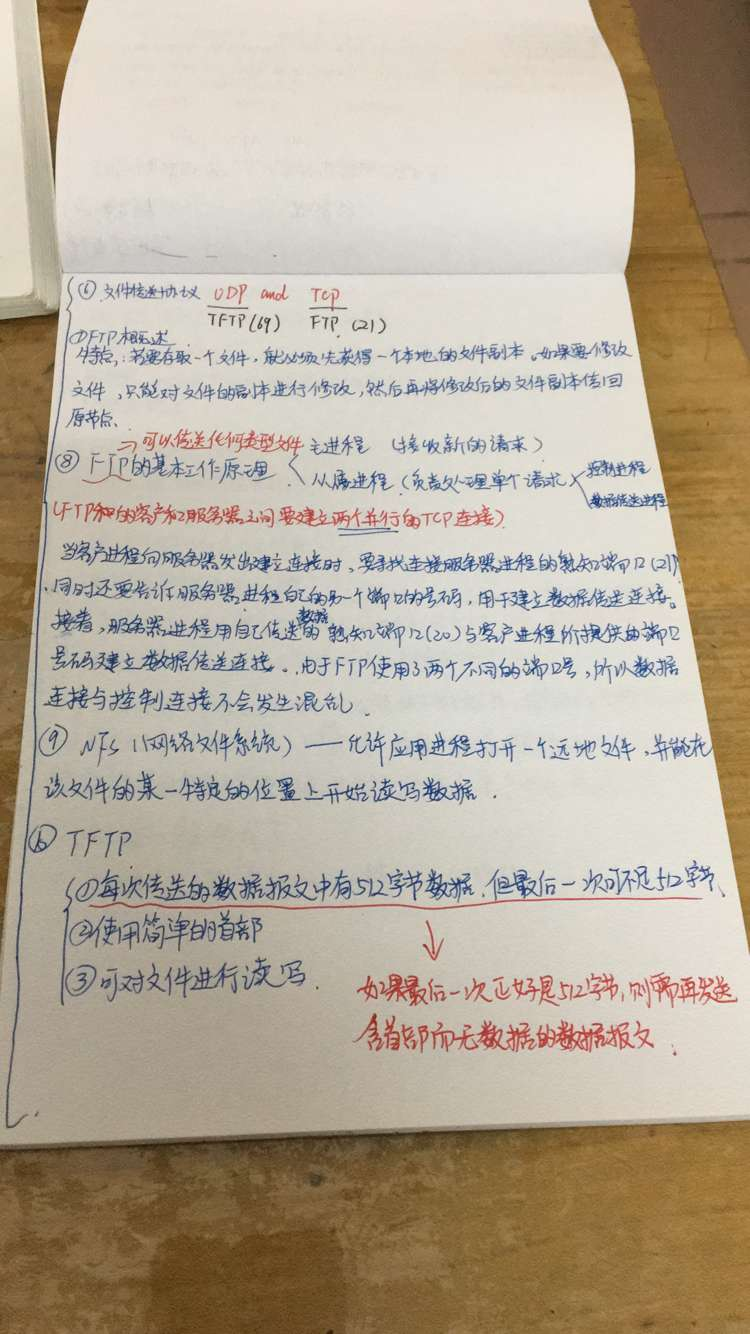 ⑥ 文件传送协议 UDP and TCP
TFTP(69) FTP (21)
⑦FTP概述
特点：若要存取一个文件，就必须先获得一个本地的文件副本。如果要修改
文件，只能对文件的副本进行修改，然后再将修改后的文件副本传回
原节点、
可以传送任何类型文件 主进程 (接收新的请求)
⑧ FTP的基本工作原理 从属进程(负责处理单个请求 控制进程
数据传送进程
(FTP的客户和服务器之间要建立两个并行的TCP连接)
当客户进程向服务器发出建立连接时，要寻找连接服务器进程的熟知端口(21)
同时还要告诉服务器进程自己的另一个端口的号码，用于建立数据传送连接。
接着，服务器进程用自己传送数据的熟知端口(20)与客户进程所提供的端口
号码建立数据传送连接。由于FTP使用了两个不同的端口号，所以数据
连接与控制连接不会发生混乱.
⑨ NFS (网络文件系统) —— 允许应用进程打开一个远地文件，并能在
该文件的某一特定的位置上开始读写数据.
⑩ TFTP
①每次传送的数据报文中有512字节数据，但最后一次可不足512字节、
②使用简单的首部
③可对文件进行读写.
如果最后一次正好是512字节，则需再发送
含首部而无数据的数据报文.